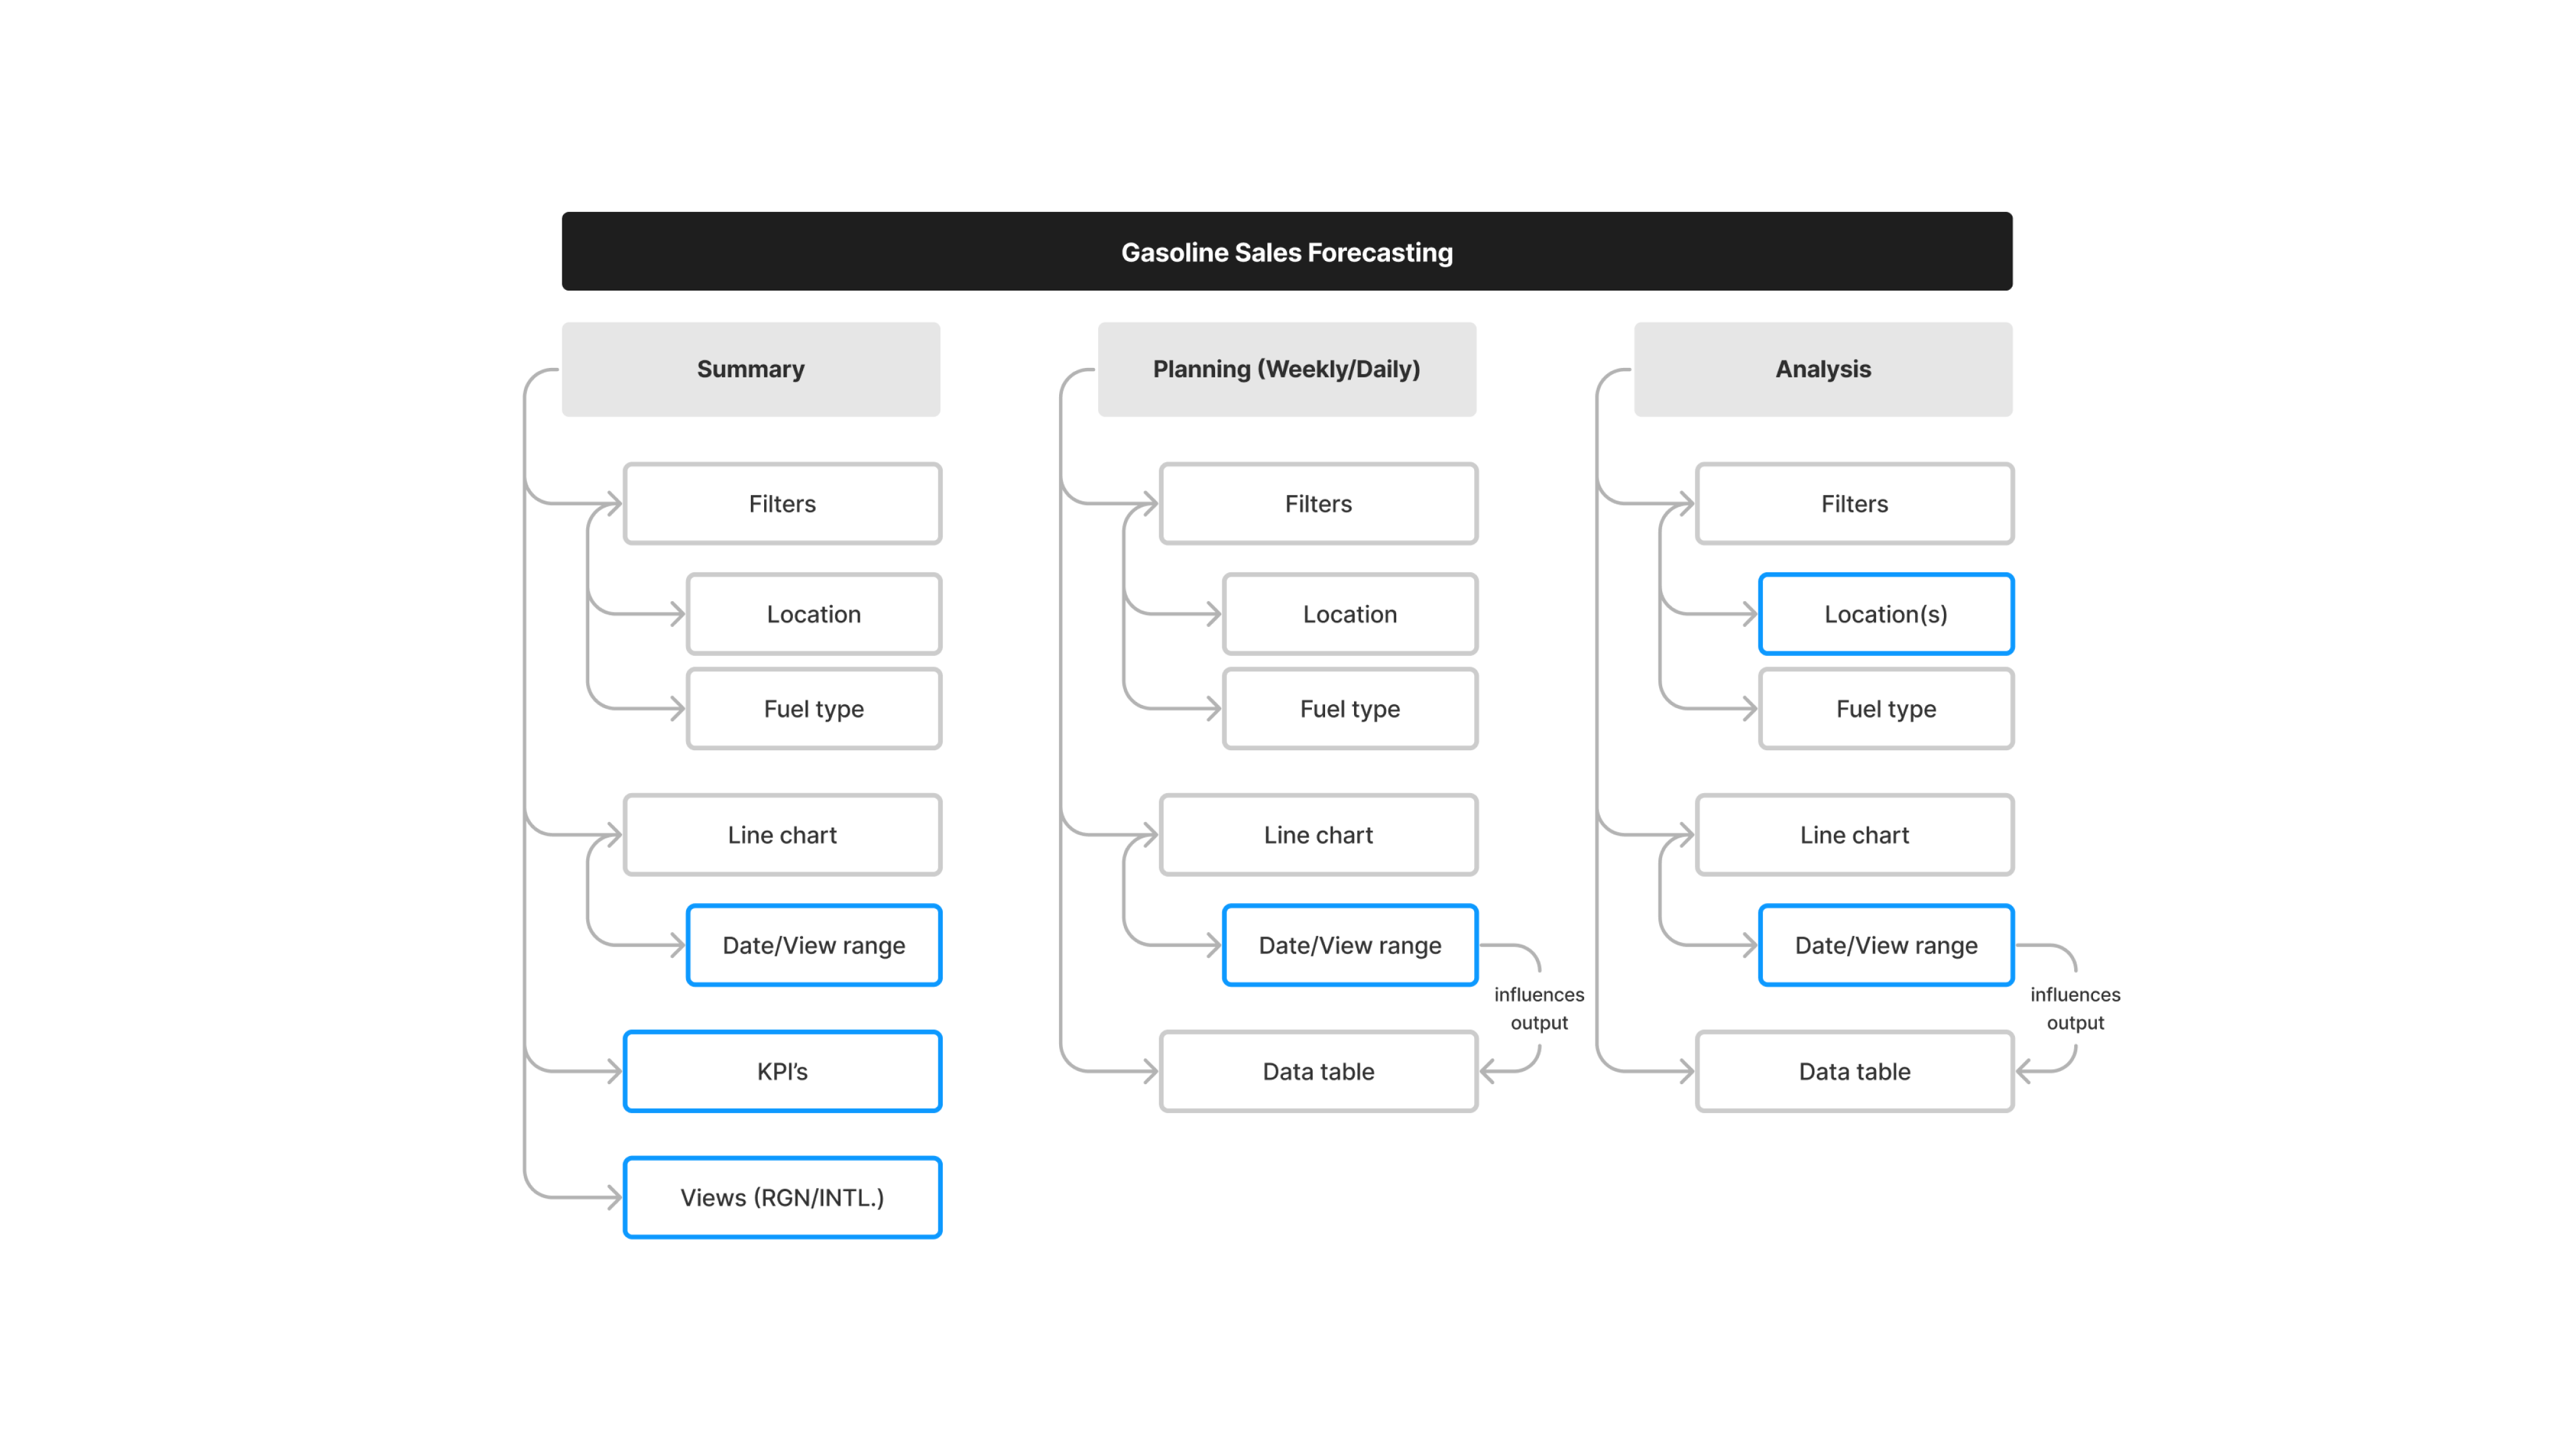 Gasoline Sales Forecasting
Summary
Filters
Location
Fuel type
Line chart
Date/View range
KPI’s
Views (RGN/INTL.)
Planning (Weekly/Daily)
Filters
Location
Fuel type
Line chart
Date/View range
influences
output
Data table
Analysis
Filters
Location(s)
Fuel type
Line chart
Date/View range
influences
output
Data table